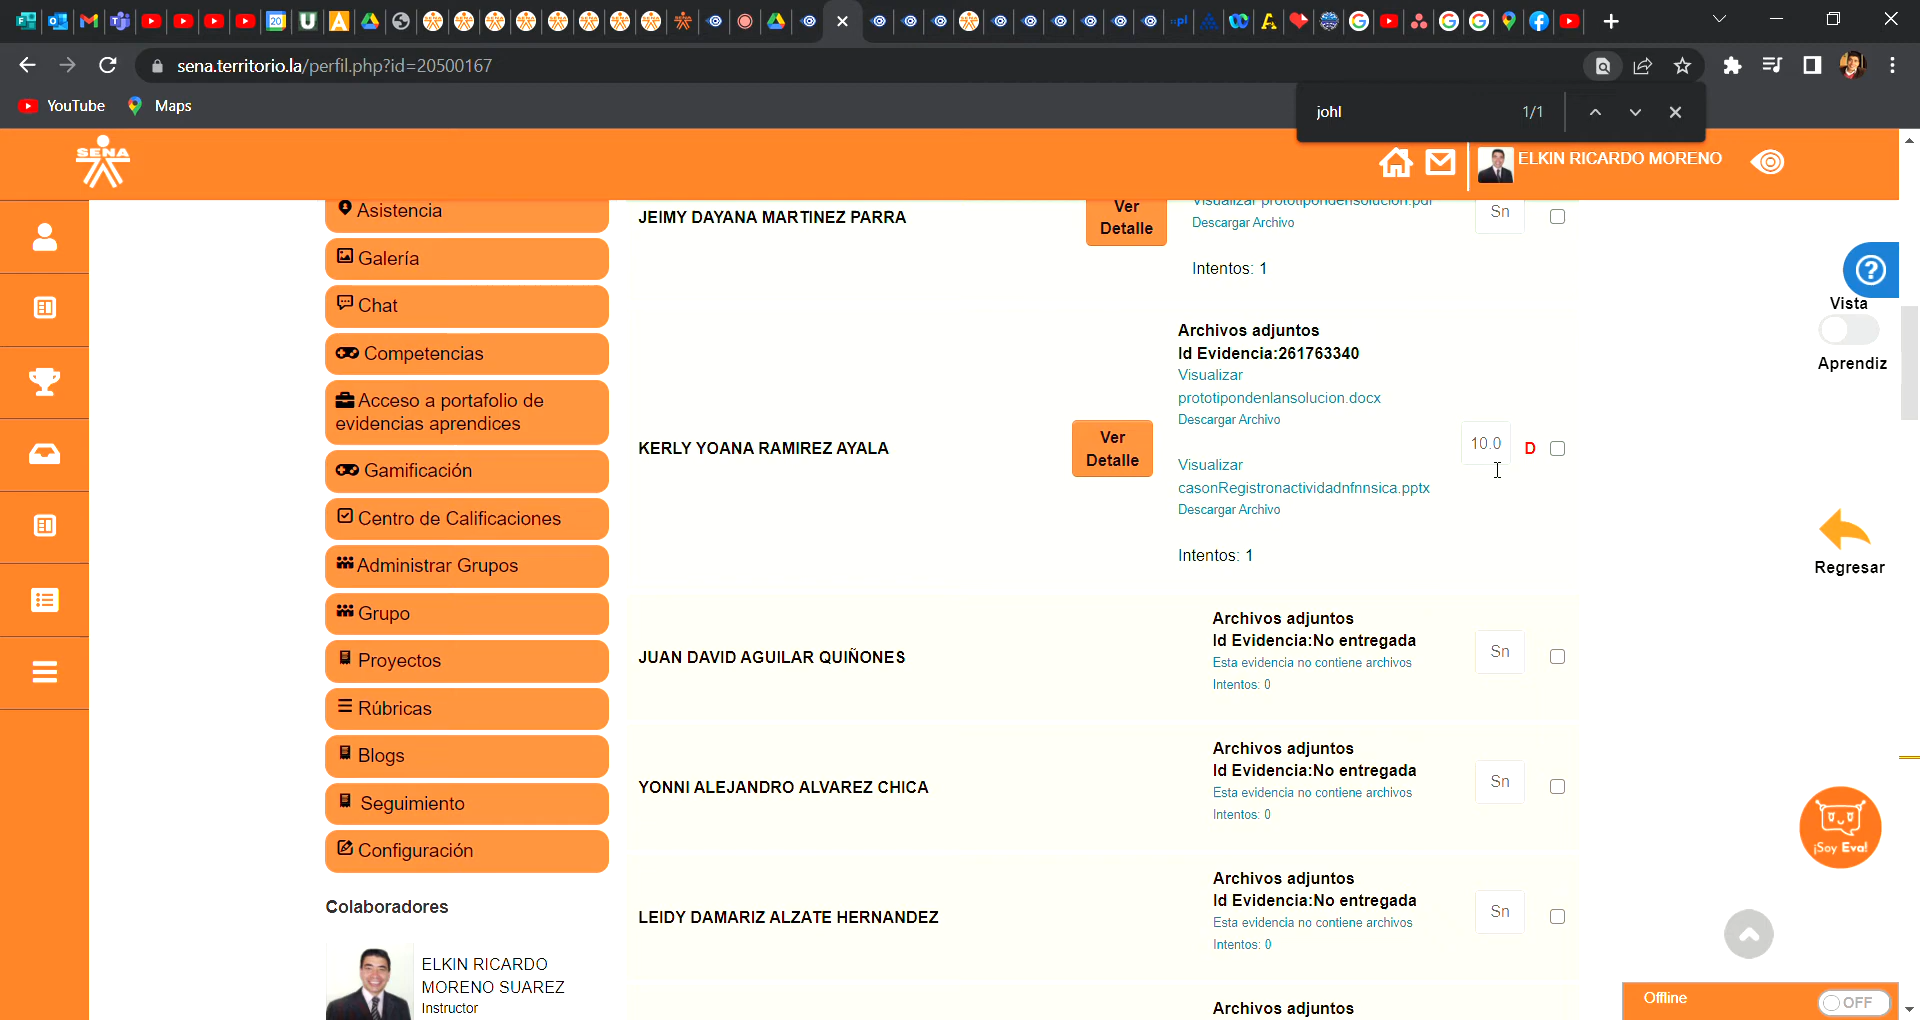 sena.territorio.la/perfil.php?id=20500167
YouTube
Maps
johl
1/1
SENA
ELKIN RICARDO MORENO
Asistencia
Galería
Chat
Competencias
Acceso a portafolio de
evidencias aprendices
Gamificación
Centro de Calificaciones
Administrar Grupos
Grupo
Proyectos
Rúbricas
Blogs
Seguimiento
Configuración
Colaboradores
ELKIN RICARDO
MORENO SUAREZ
Instructor
JEIMY DAYANA MARTINEZ PARRA
Ver
Detalle
Visualizar prototipondensolucion.pdf
Descargar Archivo
Intentos: 1
Sn
KERLY YOANA RAMIREZ AYALA
Ver
Detalle
Archivos adjuntos
Id Evidencia:261763340
Visualizar
prototipondenlansolucion.docx
Descargar Archivo
Visualizar
casonRegistronactividadnfnnsica.pptx
Descargar Archivo
Intentos: 1
10.0
D
JUAN DAVID AGUILAR QUIÑONES
Archivos adjuntos
Id Evidencia:No entregada
Esta evidencia no contiene archivos
Intentos: 0
Sn
YONNI ALEJANDRO ALVAREZ CHICA
Archivos adjuntos
Id Evidencia:No entregada
Esta evidencia no contiene archivos
Intentos: 0
Sn
LEIDY DAMARIZ ALZATE HERNANDEZ
Archivos adjuntos
Id Evidencia:No entregada
Esta evidencia no contiene archivos
Intentos: 0
Sn
Archivos adjuntos
Vista
Aprendiz
Regresar
¡Soy Eva!
Offline
OFF